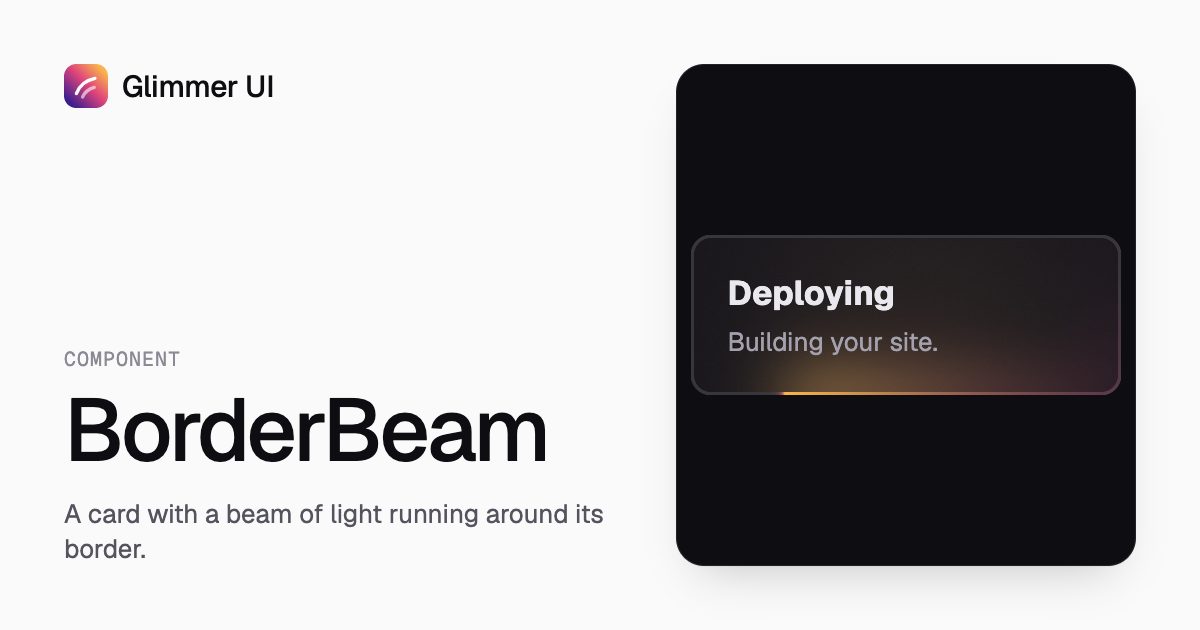 Glimmer UI
COMPONENT
BorderBeam
A card with a beam of light running around its
border.
Deploying
Building your site.